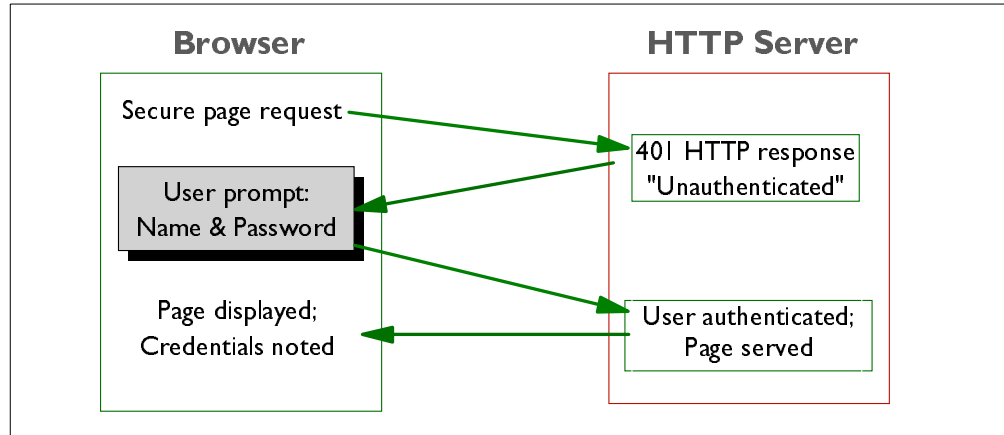 Browser
HTTP Server
Secure page request
401 HTTP response
"Unauthenticated"
User prompt:
Name & Password
Page displayed;
Credentials noted
User authenticated;
Page served